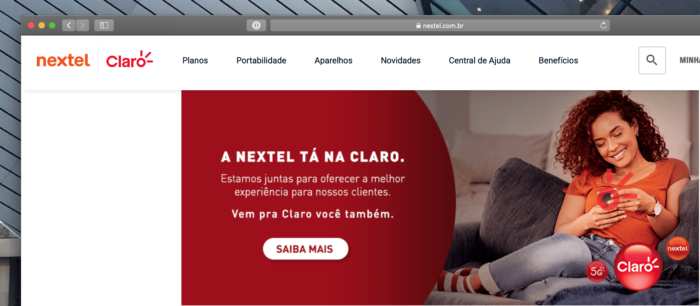 nextel.com.br
nextel Claro Planos Portabilidade Aparelhos Novidades Central de Ajuda Benefícios MINHA
A NEXTEL TÁ NA CLARO.
Estamos juntas para oferecer a melhor
experiência para nossos clientes.
Vem pra Claro você também.
SAIBA MAIS
nextel
5G
Claro